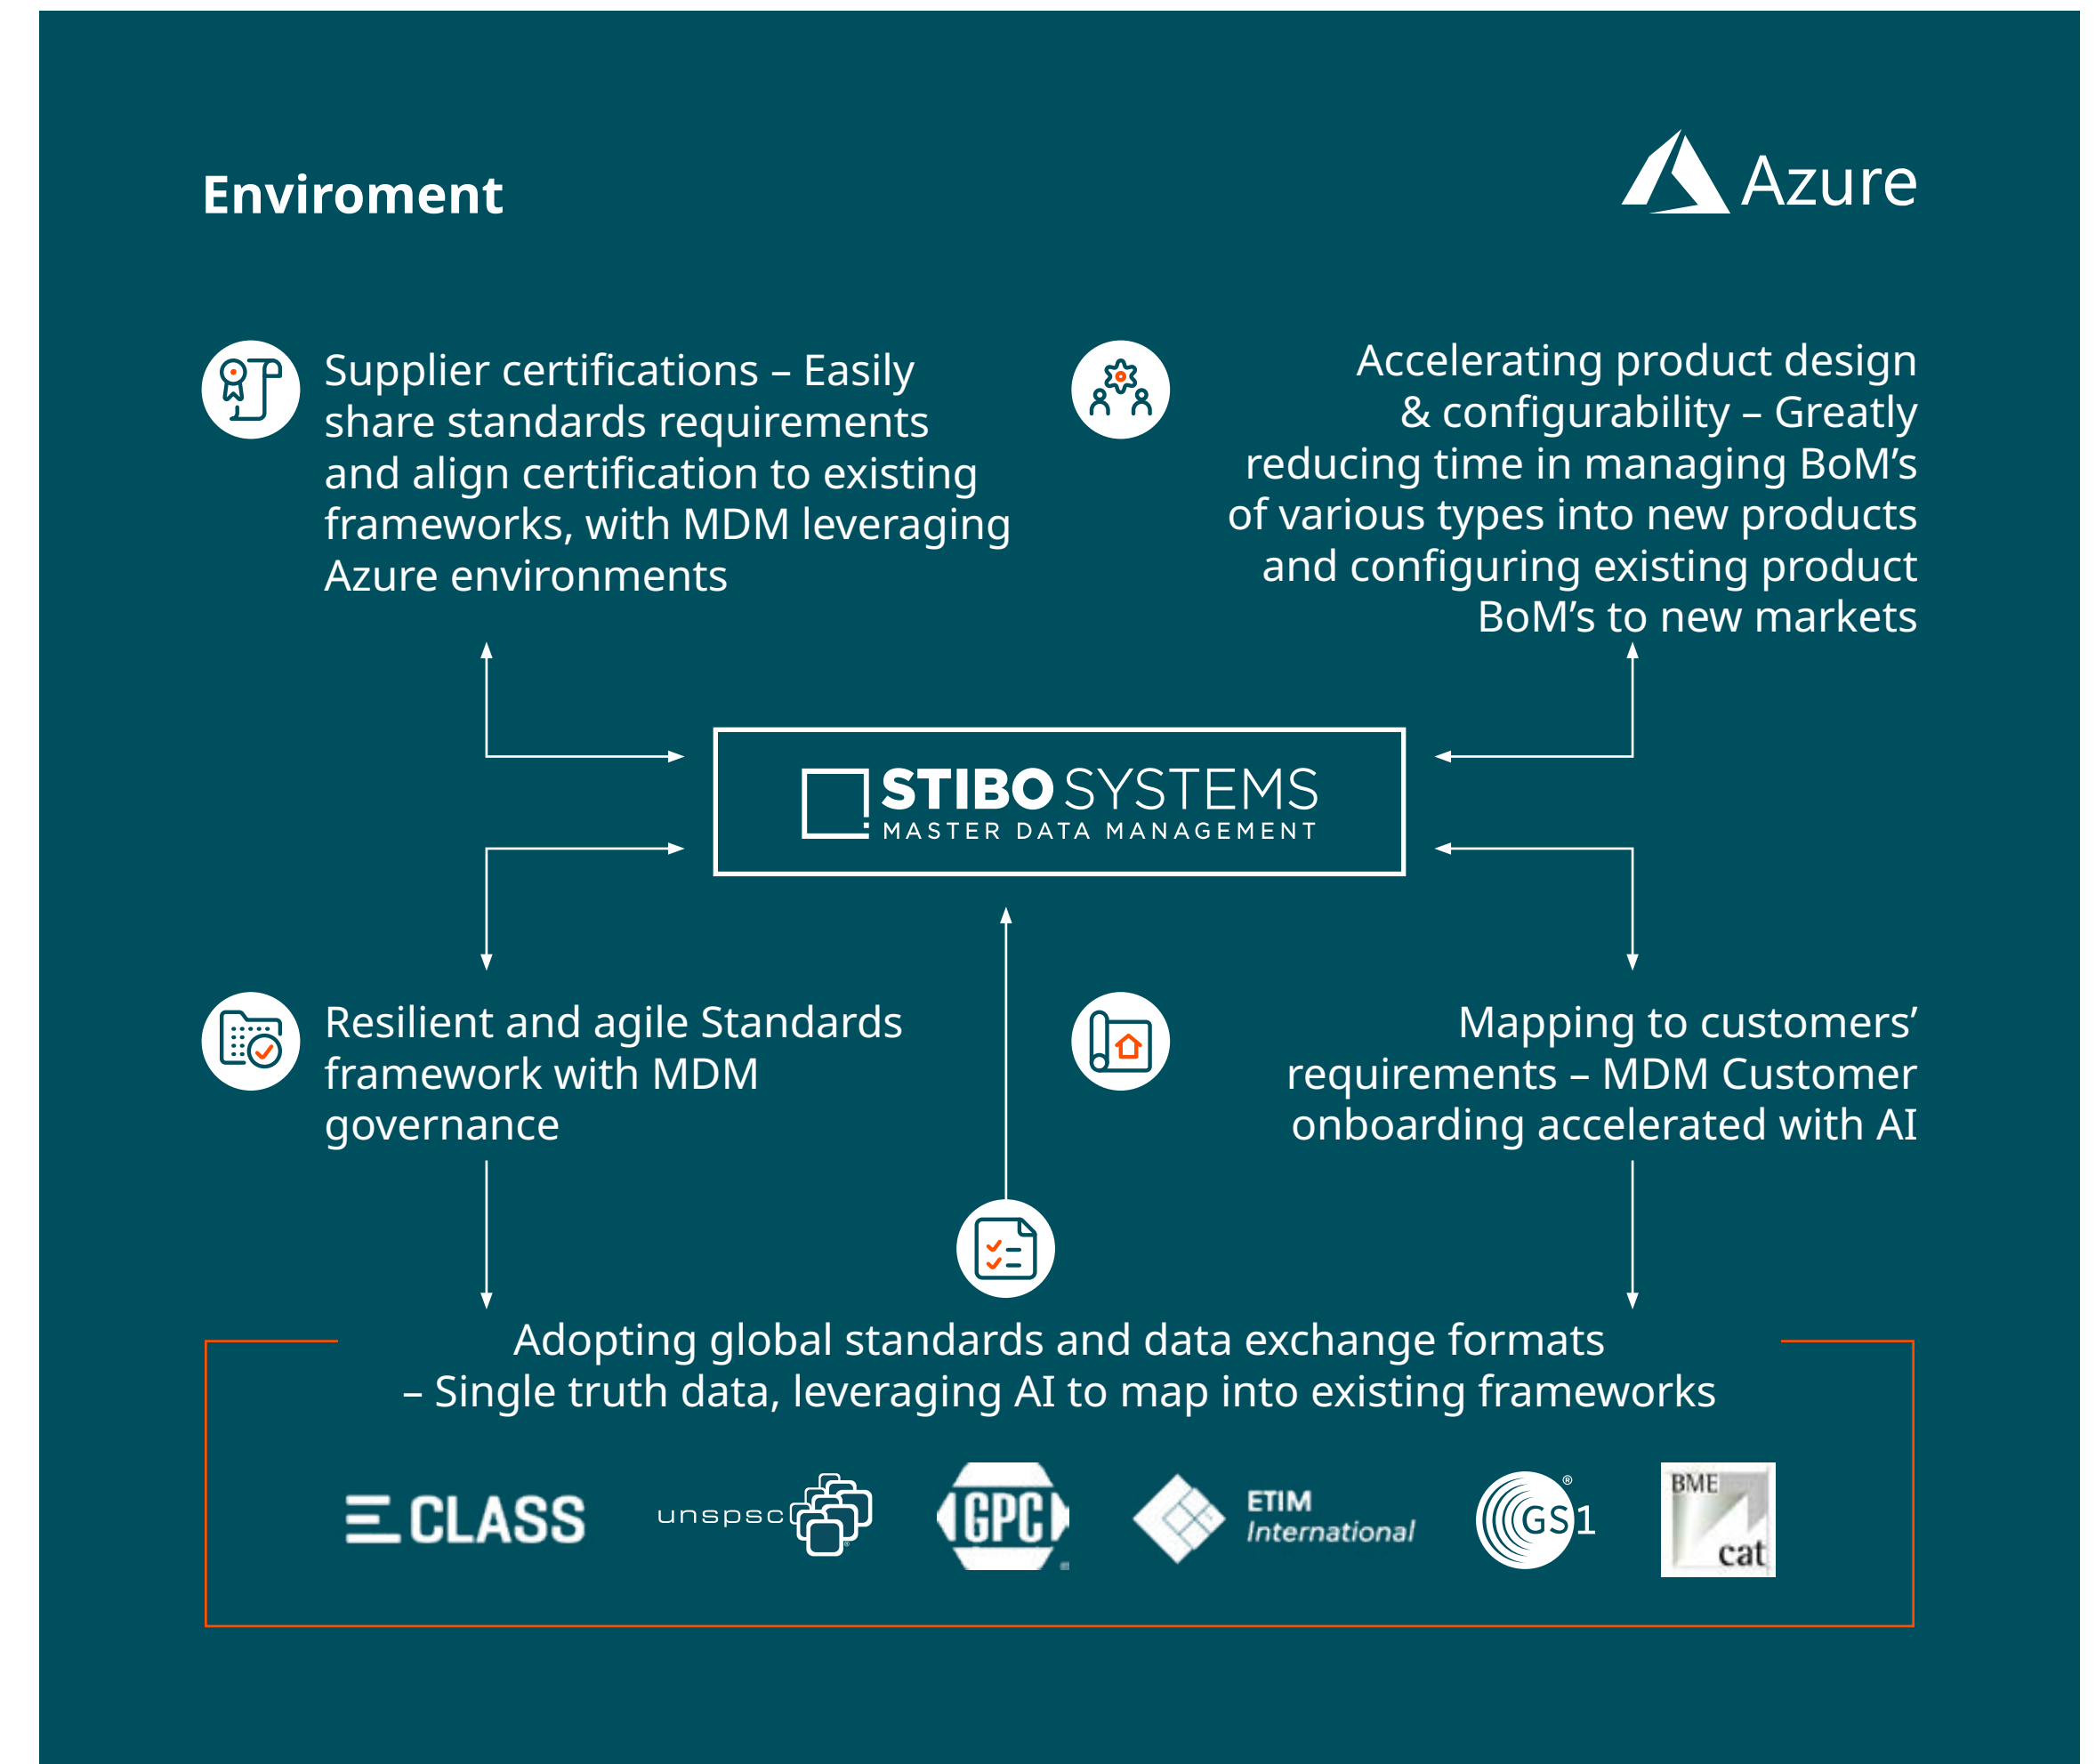 Enviroment
Azure
Supplier certifications – Easily
share standards requirements
and align certification to existing
frameworks, with MDM leveraging
Azure environments
Accelerating product design
& configurability – Greatly
reducing time in managing BoM’s
of various types into new products
and configuring existing product
BoM’s to new markets
STIBO SYSTEMS
MASTER DATA MANAGEMENT
Resilient and agile Standards
framework with MDM
governance
Mapping to customers’
requirements – MDM Customer
onboarding accelerated with AI
Adopting global standards and data exchange formats
– Single truth data, leveraging AI to map into existing frameworks
ECLASS
unspsc®
GPC
ETIM
International
GS1®
BME
cat